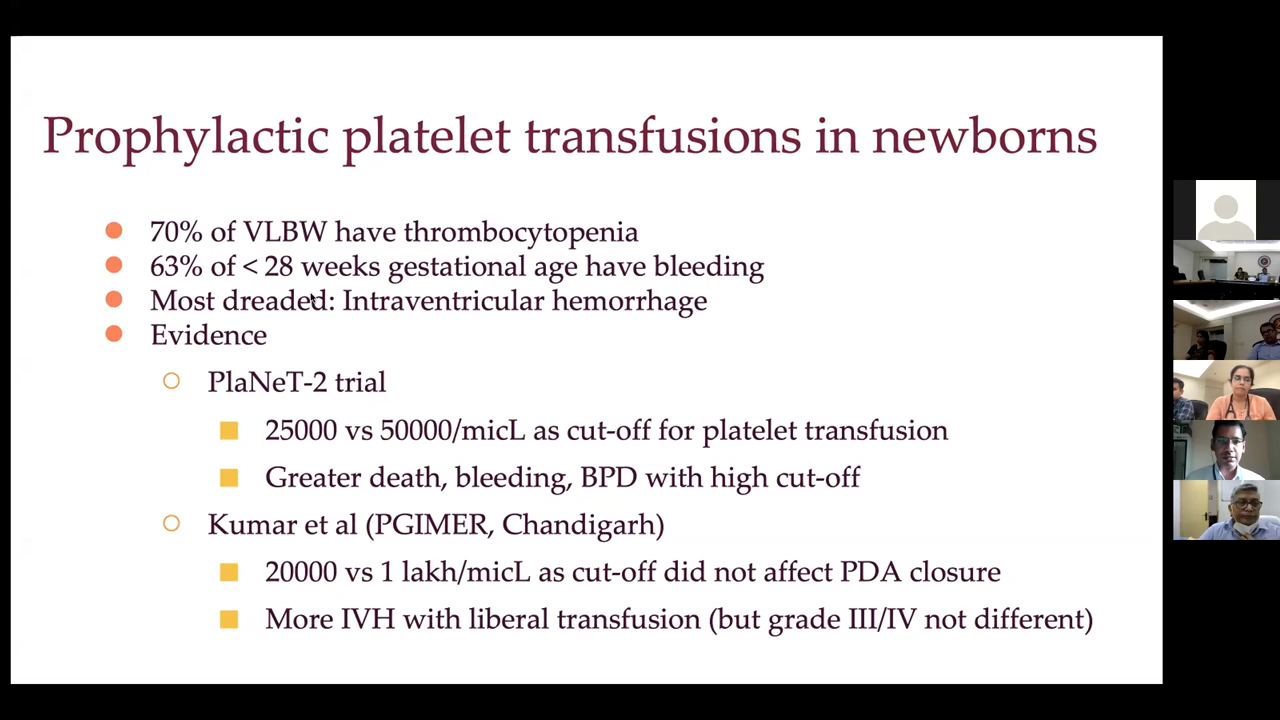 Prophylactic platelet transfusions in newborns
70% of VLBW have thrombocytopenia
63% of < 28 weeks gestational age have bleeding
Most dreaded: Intraventricular hemorrhage
Evidence
PlaNeT-2 trial
25000 vs 50000/micL as cut-off for platelet transfusion
Greater death, bleeding, BPD with high cut-off
Kumar et al (PGIMER, Chandigarh)
20000 vs 1 lakh/micL as cut-off did not affect PDA closure
More IVH with liberal transfusion (but grade III/IV not different)